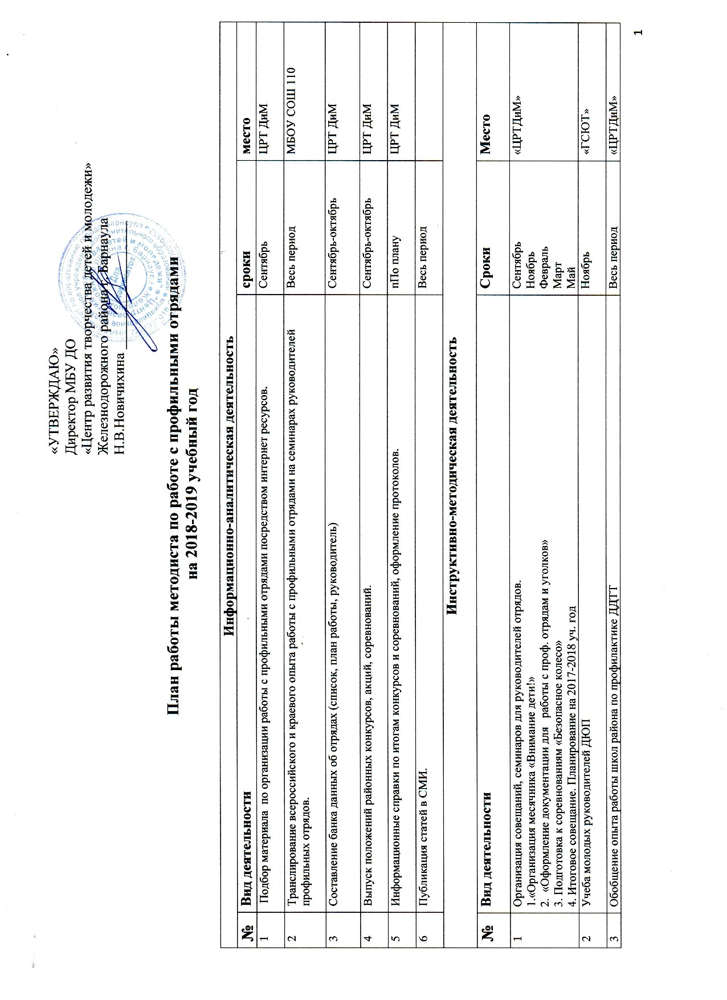 «УТВЕРЖДАЮ»
Директор МБУ ДО
«Центр развития творчества детей и молодежи»
Железнодорожного района г. Барнаула
Н.В.Новичихина
План работы методиста по работе с профильными отрядами
на 2018-2019 учебный год
Информационно-аналитическая деятельность
№ Вид деятельности сроки место
1 Подбор материала по организации работы с профильными отрядами посредством интернет ресурсов. Сентябрь ЦРТ ДиМ
2 Транслирование всероссийского и краевого опыта работы с профильными отрядами на семинарах руководителей Весь период МБОУ СОШ 110
профильных отрядов.
3 Составление банка данных об отрядах (список, план работы, руководитель) Сентябрь-октябрь ЦРТ ДиМ
4 Выпуск положений районных конкурсов, акций, соревнований. Сентябрь-октябрь ЦРТ ДиМ
5 Информационные справки по итогам конкурсов и соревнований, оформление протоколов. пПо плану ЦРТ ДиМ
6 Публикация статей в СМИ. Весь период
Инструктивно-методическая деятельность
№ Вид деятельности Сроки Место
1 Организация совещаний, семинаров для руководителей отрядов. Сентябрь «ЦРТДиМ»
1.«Организация месячника «Внимание дети!» Ноябрь
2. «Оформление документации для работы с проф. отрядам и уголков» Февраль
3. Подготовка к соревнованиям «Безопасное колесо» Март
4. Итоговое совещание. Планирование на 2017-2018 уч. год Май
2 Учеба молодых руководителей ДЮП Ноябрь «ГСЮТ»
3 Обобщение опыта работы школ района по профилактике ДДТТ Весь период «ЦРТДиМ»
1